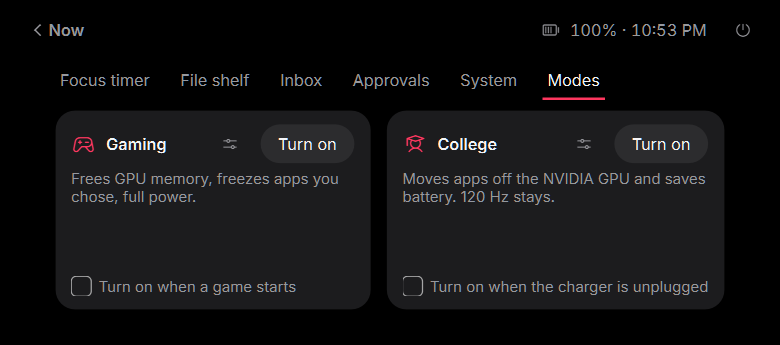 Now
100% · 10:53 PM
Focus timer File shelf Inbox Approvals System Modes
Gaming Turn on
Frees GPU memory, freezes apps you
chose, full power.
Turn on when a game starts
College Turn on
Moves apps off the NVIDIA GPU and saves
battery. 120 Hz stays.
Turn on when the charger is unplugged